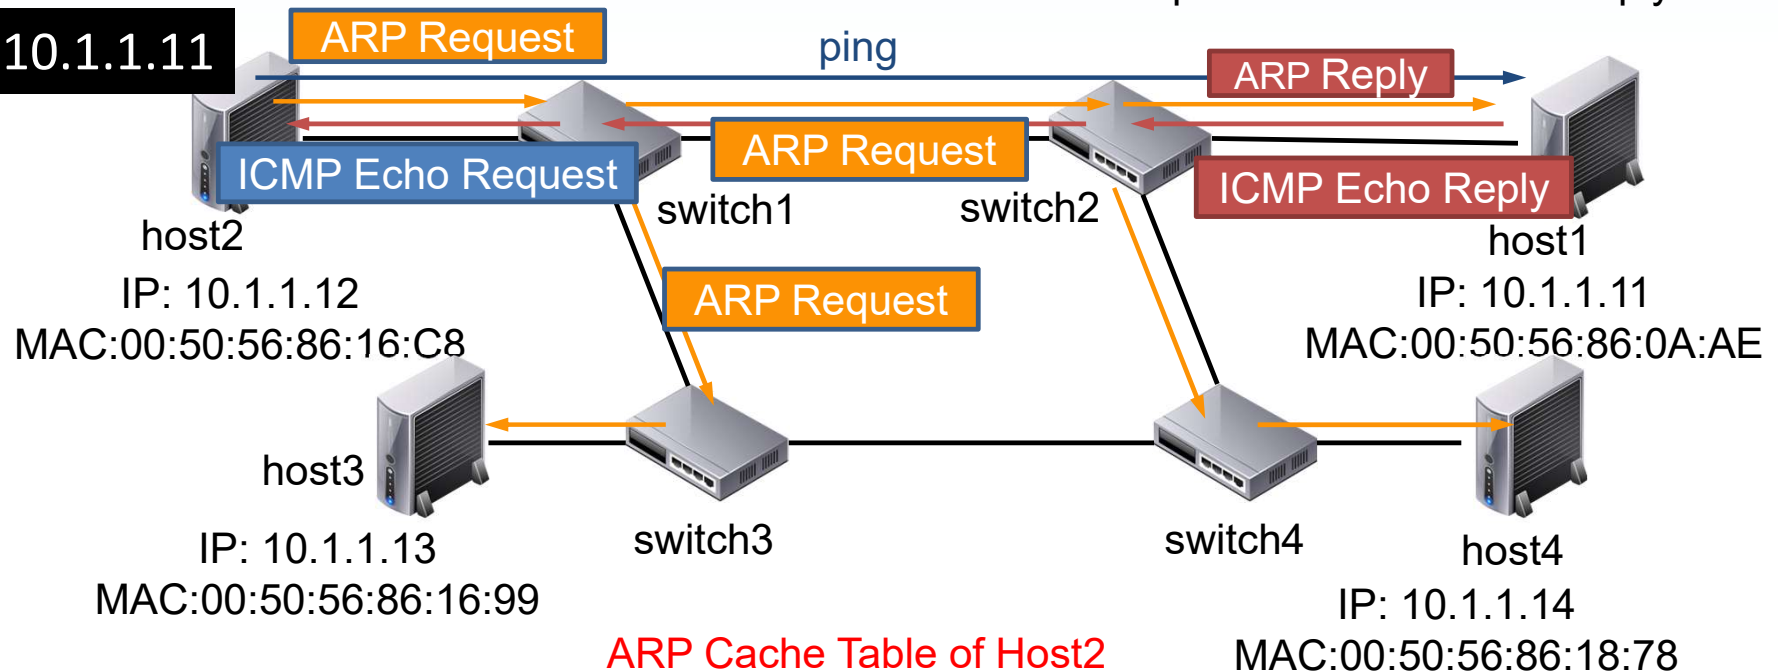 10.1.1.11
ARP Request
ping
ARP Reply
ICMP Echo Request
ARP Request
ICMP Echo Reply
switch1
switch2
host2
host1
IP: 10.1.1.12
MAC:00:50:56:86:16:C8
ARP Request
IP: 10.1.1.11
MAC:00:50:56:86:0A:AE
host3
switch3
switch4
host4
IP: 10.1.1.13
MAC:00:50:56:86:16:99
IP: 10.1.1.14
MAC:00:50:56:86:18:78
ARP Cache Table of Host2